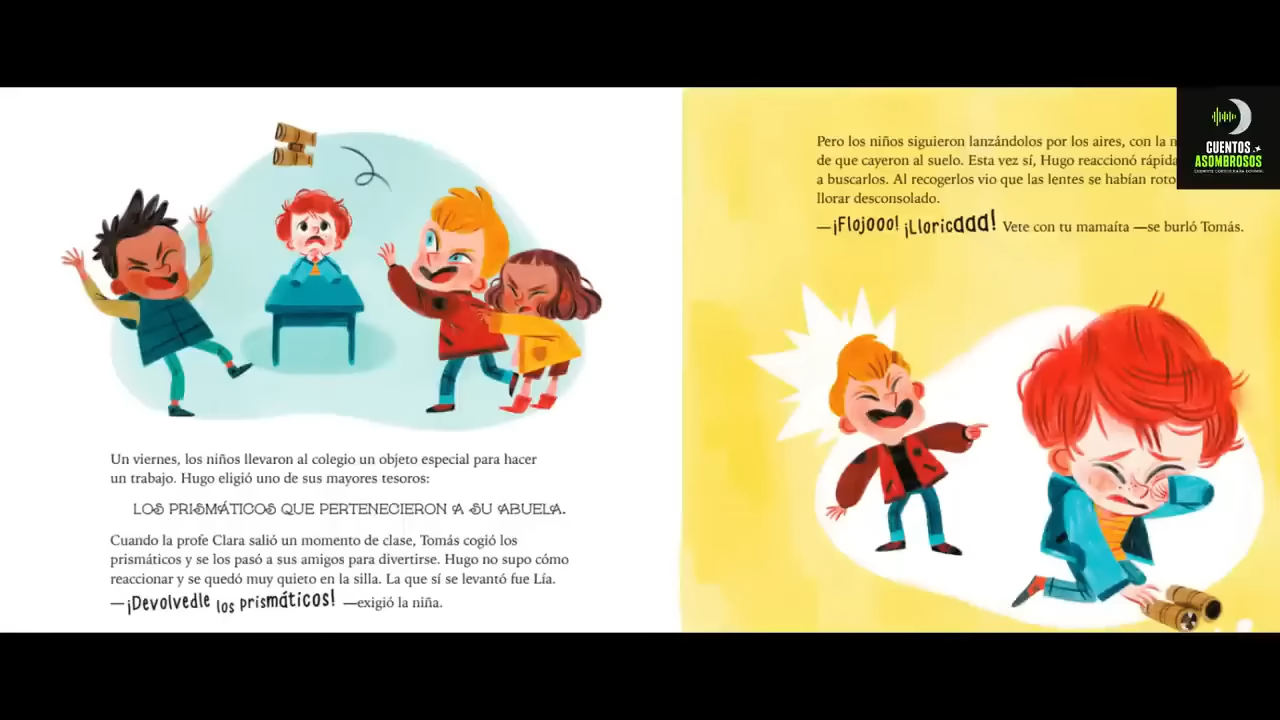 Un viernes, los niños llevaron al colegio un objeto especial para hacer
un trabajo. Hugo eligió uno de sus mayores tesoros:
LOS PRISMÁTICOS QUE PERTENECIERON A SU ABUELA.
Cuando la profe Clara salió un momento de clase, Tomás cogió los
prismáticos y se los pasó a sus amigos para divertirse. Hugo no supo cómo
reaccionar y se quedó muy quieto en la silla. La que sí se levantó fue Lía.
—¡Devolvedle los prismáticos! —exigió la niña.
Pero los niños siguieron lanzándolos por los aires, con la
de que cayeron al suelo. Esta vez sí, Hugo reaccionó
a buscarlos. Al recogerlos vio que las lentes se habían roto
llorar desconsolado.
—¡Flojooo! ¡Lloricaaa! Vete con tu mamaíta —se burló Tomás.
CUENTOS
ASOMBROSOS